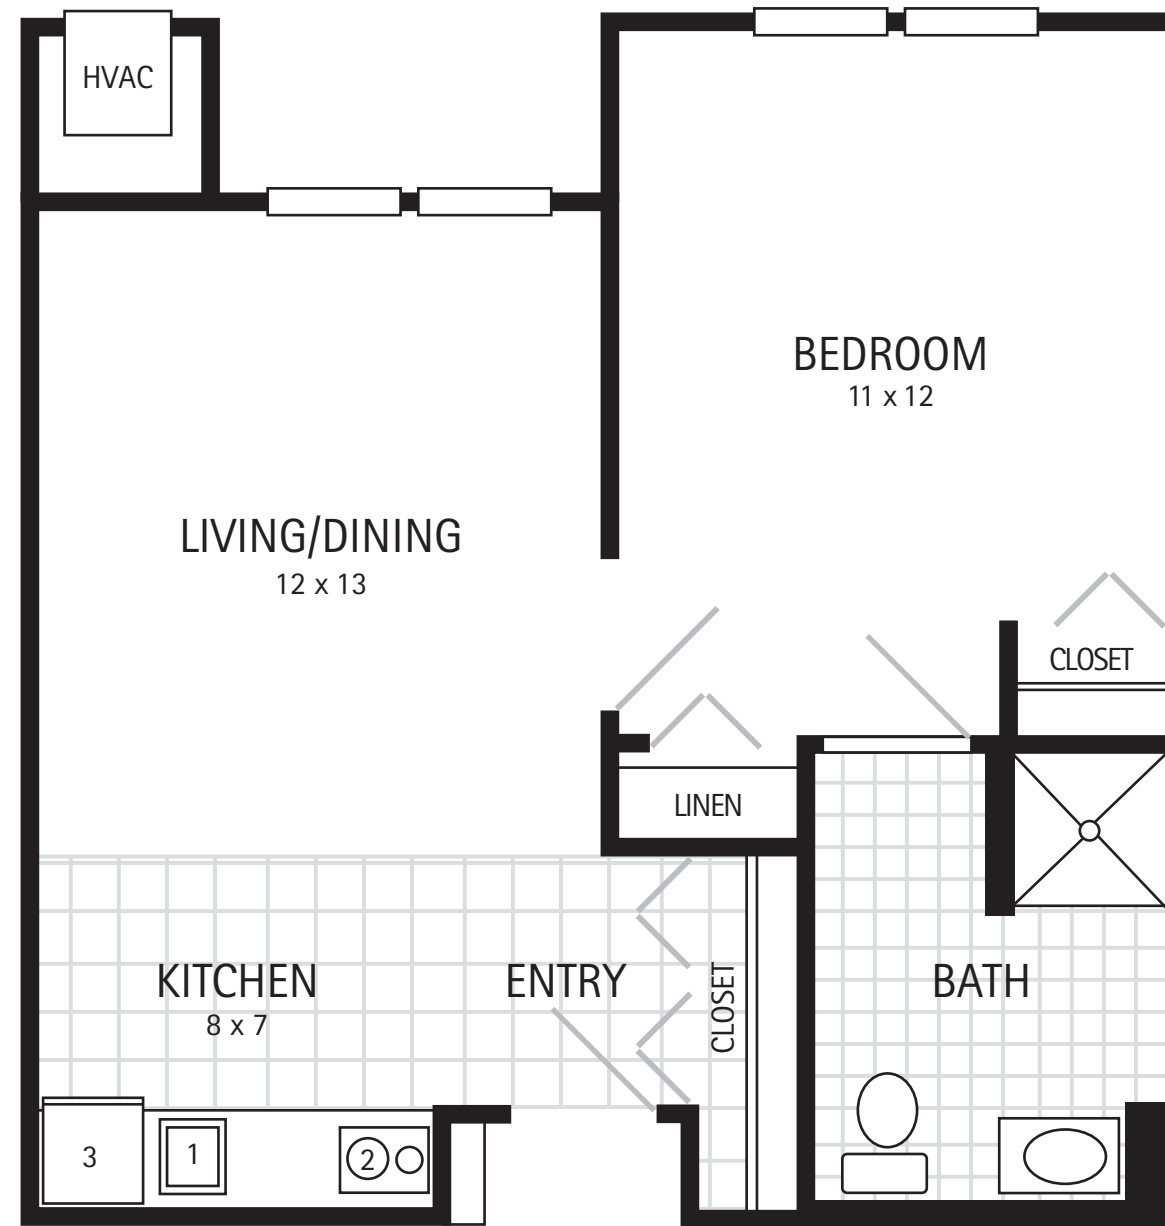 HVAC
BEDROOM
11 x 12
LIVING/DINING
12 x 13
CLOSET
LINEN
KITCHEN
8 x 7
ENTRY
CLOSET
BATH
3
1
2